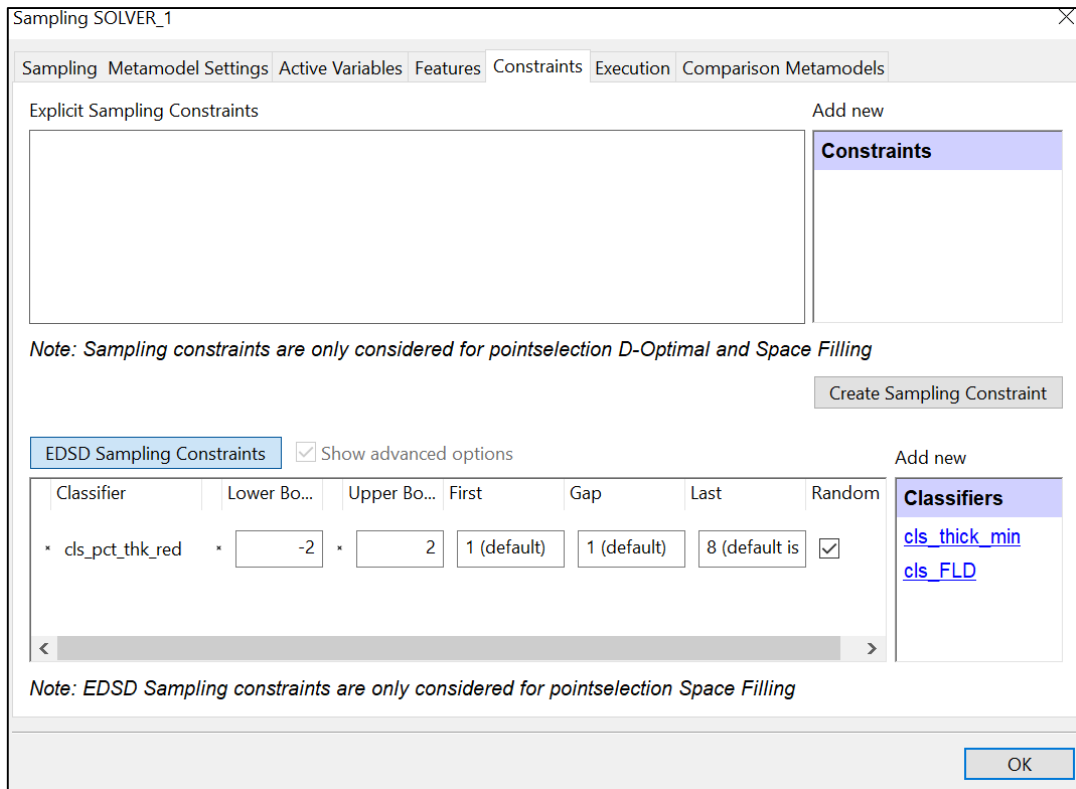 Sampling SOLVER_1
Sampling Metamodel Settings Active Variables Features Constraints Execution Comparison Metamodels
Explicit Sampling Constraints
Add new
Constraints
Note: Sampling constraints are only considered for pointselection D-Optimal and Space Filling
Create Sampling Constraint
EDSD Sampling Constraints Show advanced options
Add new
Classifier Lower Bo... Upper Bo... First Gap Last Random
Classifiers
cls_pct_thk_red -2 2 1 (default) 1 (default) 8 (default is
cls_thick_min
cls_FLD
Note: EDSD Sampling constraints are only considered for pointselection Space Filling
OK